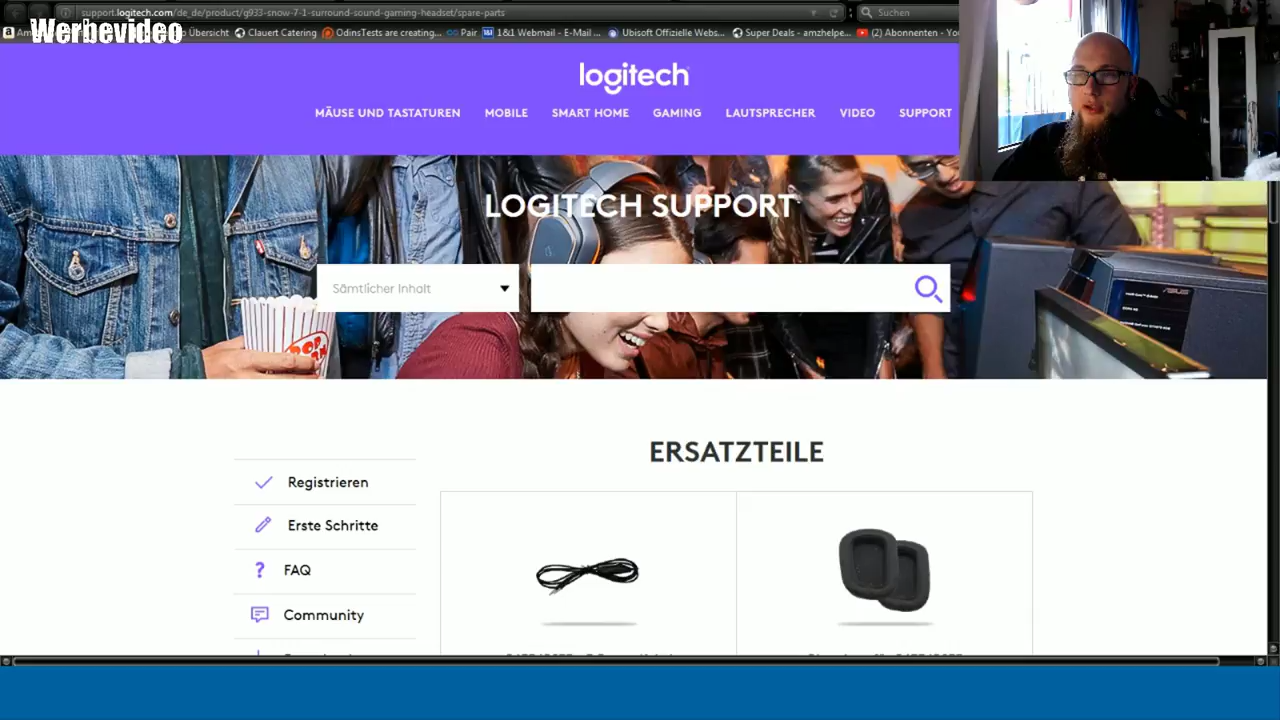 support.logitech.com/de_de/product/g933-snow-7-1-surround-sound-gaming-headset/spare-parts
Suchen
Werbevideo
Übersicht
Clauert Catering
OdinsTests are creating...
Pair
1&1 Webmail - E-Mail ...
Ubisoft Offizielle Webs...
Super Deals - amzhelpe...
(2) Abonnenten - You
logitech
MÄUSE UND TASTATUREN
MOBILE
SMART HOME
GAMING
LAUTSPRECHER
VIDEO
SUPPORT
LOGITECH SUPPORT
Sämtlicher Inhalt
POP
ASUS
ERSATZTEILE
Registrieren
Erste Schritte
FAQ
Community